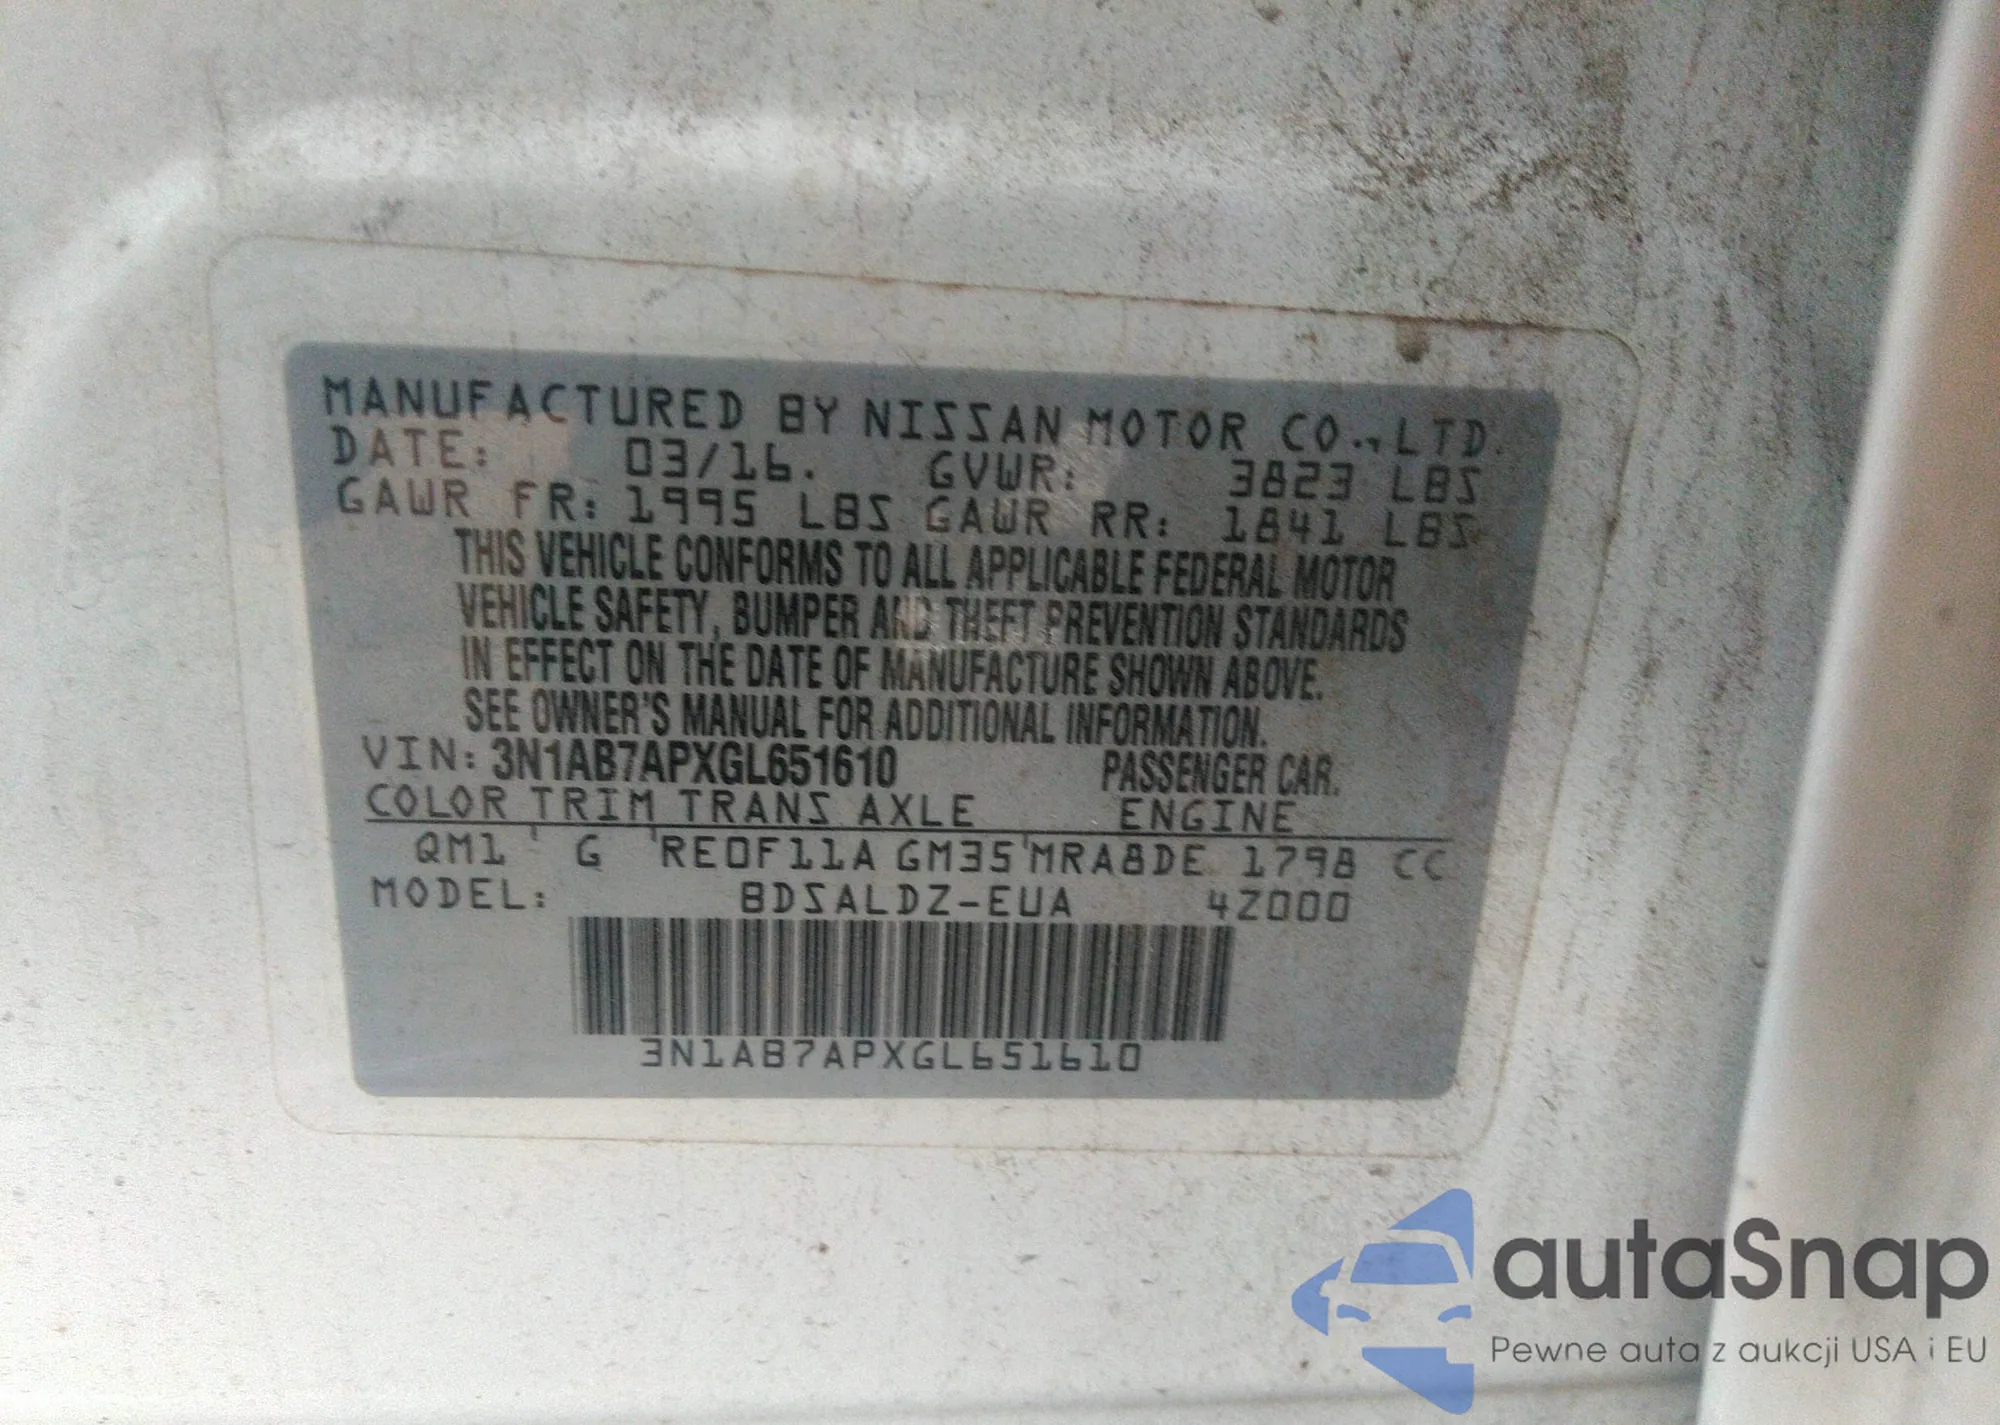 MANUFACTURED BY NISSAN MOTOR CO.,LTD.
DATE: 03/16. GVWR: 3823 LBS
GAWR FR: 1995 LBS GAWR RR: 1841 LBS
THIS VEHICLE CONFORMS TO ALL APPLICABLE FEDERAL MOTOR
VEHICLE SAFETY, BUMPER AND THEFT PREVENTION STANDARDS
IN EFFECT ON THE DATE OF MANUFACTURE SHOWN ABOVE.
SEE OWNER'S MANUAL FOR ADDITIONAL INFORMATION.
VIN: 3N1AB7APXGL651610 PASSENGER CAR.
COLOR TRIM TRANS AXLE ENGINE
QM1 ' G 'RE0F11A GM35'MRA8DE 1798 CC
MODEL: BDSALDZ-EUA 4Z000
3N1AB7APXGL651610
autaSnap
Pewne auta z aukcji USA i EU